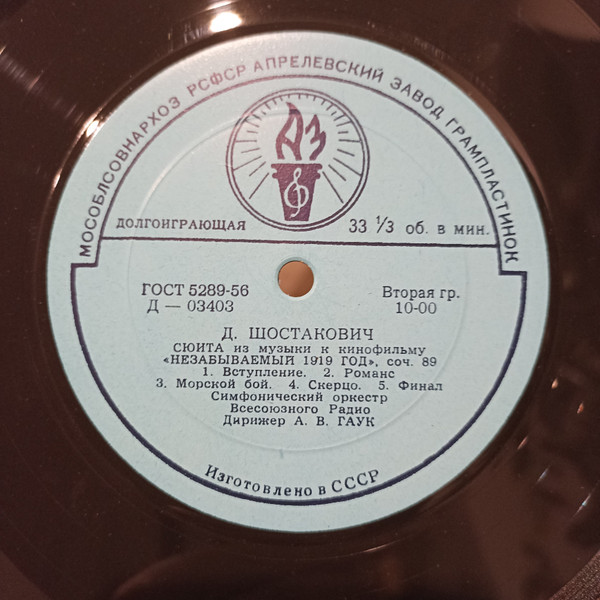 МОСОБЛСОВНАРХОЗ РСФСР АПРЕЛЕВСКИЙ ЗАВОД ГРАМПЛАСТИНОК
АЗ
ДОЛГОИГРАЮЩАЯ 33 ⅓ об. в мин.
ГОСТ 5289-56 Вторая гр.
Д — 03403 10-00
Д. ШОСТАКОВИЧ
СЮИТА из музыки к кинофильму
«НЕЗАБЫВАЕМЫЙ 1919 ГОД», соч. 89
1. Вступление. 2. Романс
3. Морской бой. 4. Скерцо. 5. Финал
Симфонический оркестр
Всесоюзного Радио
Дирижер А. В. ГАУК
Изготовлено в СССР